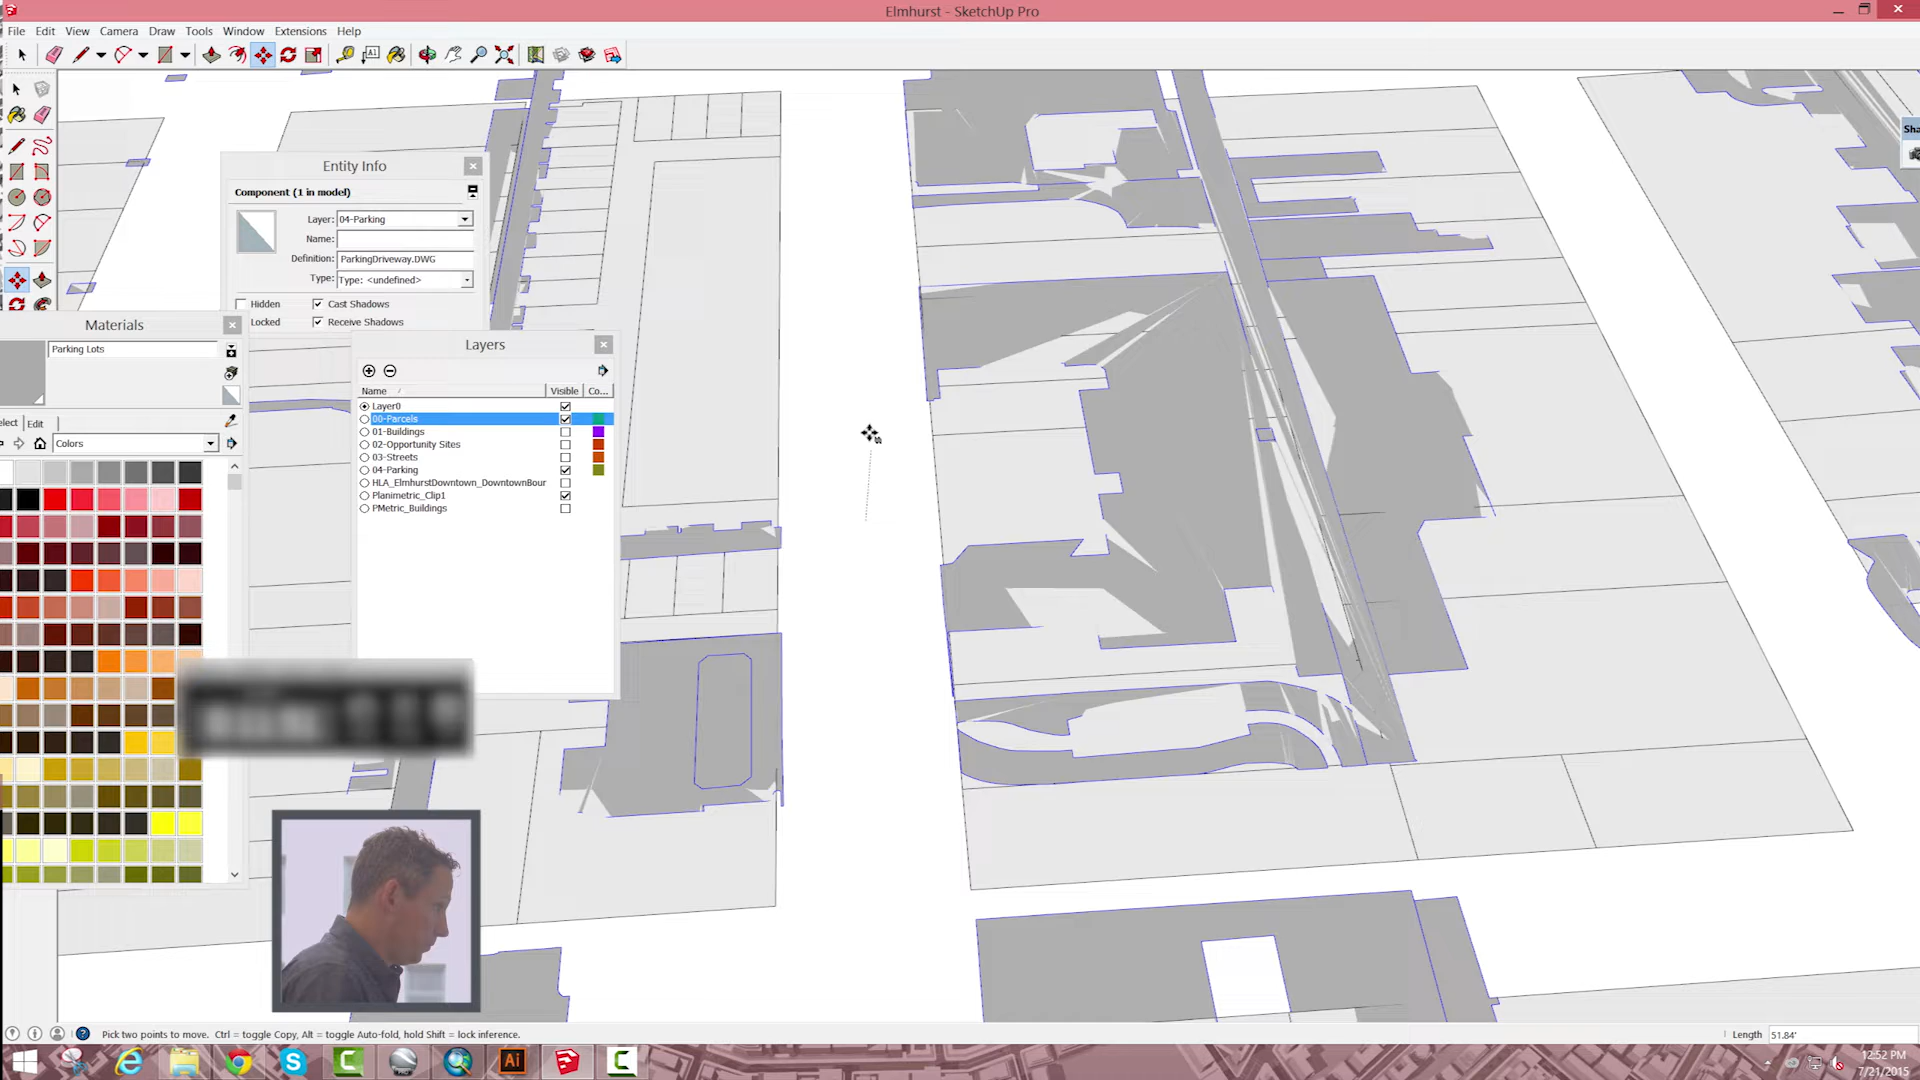 Elmhurst - SketchUp Pro
File Edit View Camera Draw Tools Window Extensions Help
Sha
Entity Info
Component (1 in model)
Layer: 04-Parking
Name:
Definition: ParkingDriveway.DWG
Type: Type: <undefined>
Hidden Cast Shadows
Locked Receive Shadows
Materials
Parking Lots
elect Edit
Colors
Layers
Name Visible Co...
Layer0
00-Parcels
01-Buildings
02-Opportunity Sites
03-Streets
04-Parking
HLA_ElmhurstDowntown_DowntownBour
Planimetric_Clip1
PMetric_Buildings
Pick two points to move. Ctrl = toggle Copy, Alt = toggle Auto-fold, hold Shift = lock inference.
Length 51.84'
Ai
12:52 PM
7/21/2015